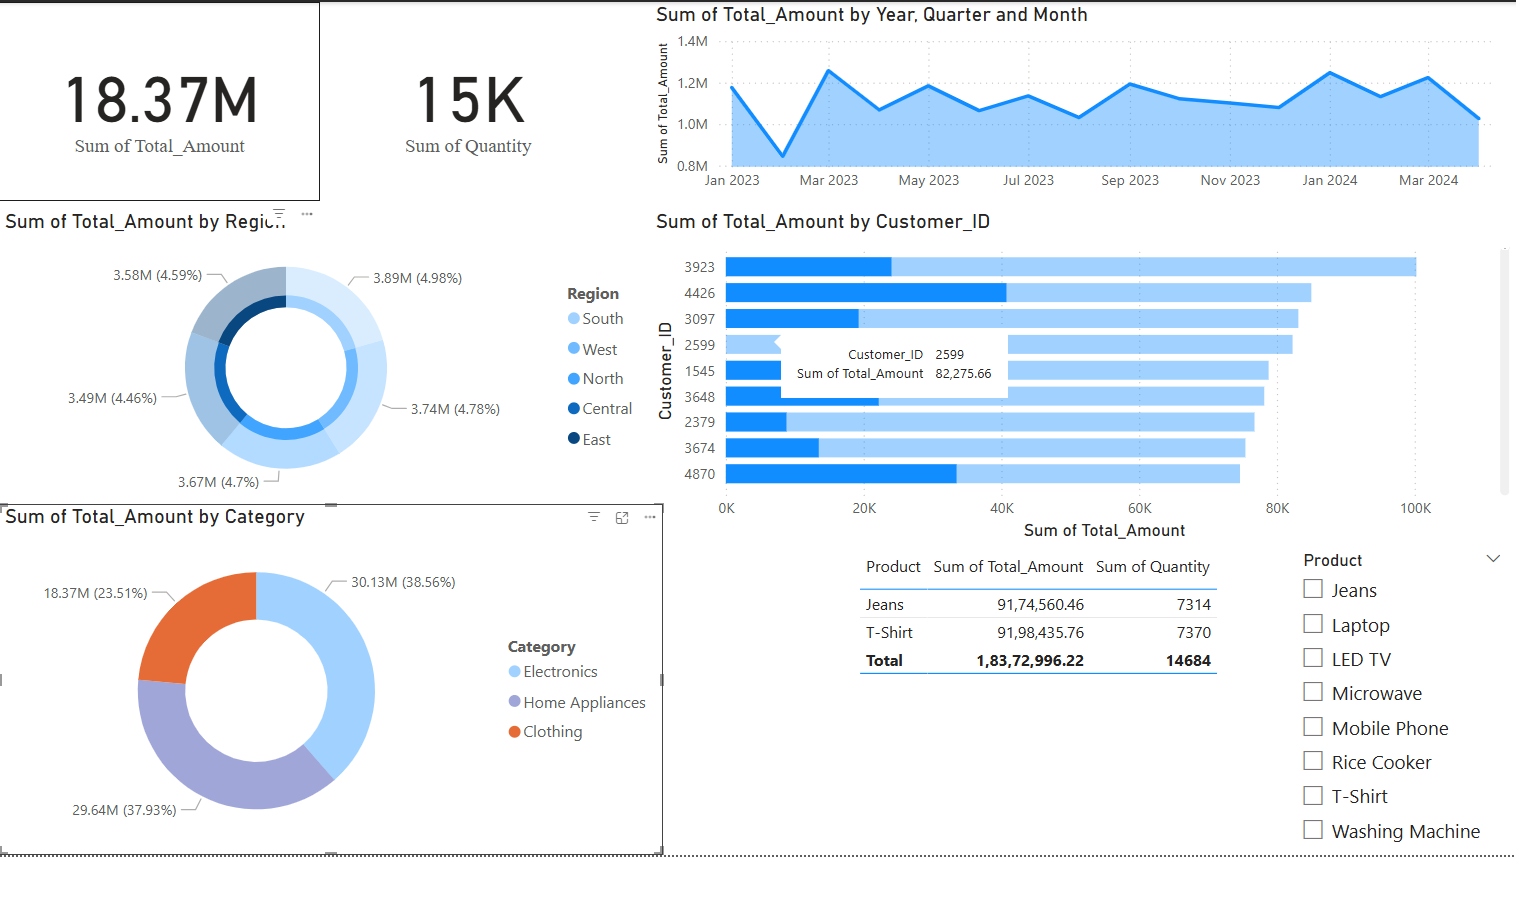 18.37M
Sum of Total_Amount
15K
Sum of Quantity
Sum of Total_Amount by Year, Quarter and Month
Sum of Total_Amount
1.4M
1.2M
1.0M
0.8M
Jan 2023
Mar 2023
May 2023
Jul 2023
Sep 2023
Nov 2023
Jan 2024
Mar 2024
Sum of Total_Amount by Region
3.58M (4.59%)
3.89M (4.98%)
3.49M (4.46%)
3.74M (4.78%)
3.67M (4.7%)
Region
South
West
North
Central
East
Sum of Total_Amount by Customer_ID
Customer_ID
3923
4426
3097
2599
1545
3648
2379
3674
4870
Customer_ID 2599
Sum of Total_Amount 82,275.66
0K
20K
40K
60K
80K
100K
Sum of Total_Amount
Sum of Total_Amount by Category
18.37M (23.51%)
30.13M (38.56%)
29.64M (37.93%)
Category
Electronics
Home Appliances
Clothing
Product Sum of Total_Amount Sum of Quantity
Jeans 91,74,560.46 7314
T-Shirt 91,98,435.76 7370
Total 1,83,72,996.22 14684
Product
Jeans
Laptop
LED TV
Microwave
Mobile Phone
Rice Cooker
T-Shirt
Washing Machine